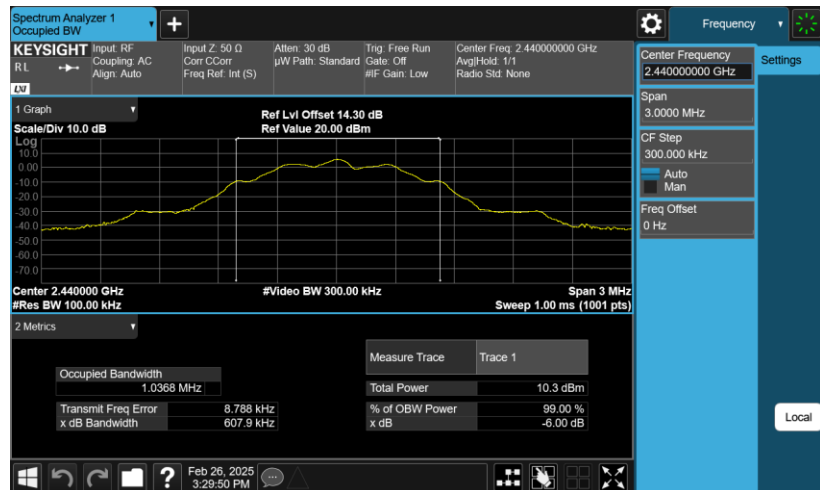 Spectrum Analyzer 1
Occupied BW
Frequency
KEYSIGHT
RL
LXI
Input: RF
Coupling: AC
Align: Auto
Input Z: 50 Ω
Corr CCorr
Freq Ref: Int (S)
Atten: 30 dB
µW Path: Standard
Trig: Free Run
Gate: Off
#IF Gain: Low
Center Freq: 2.440000000 GHz
Avg|Hold: 1/1
Radio Std: None
Center Frequency
2.440000000 GHz
Settings
Span
3.0000 MHz
CF Step
300.000 kHz
Auto
Man
Freq Offset
0 Hz
Local
1 Graph
Scale/Div 10.0 dB
Ref Lvl Offset 14.30 dB
Ref Value 20.00 dBm
Log
10.0
0.00
-10.0
-20.0
-30.0
-40.0
-50.0
-60.0
-70.0
Center 2.440000 GHz
#Res BW 100.00 kHz
#Video BW 300.00 kHz
Span 3 MHz
Sweep 1.00 ms (1001 pts)
2 Metrics
Measure Trace Trace 1
Occupied Bandwidth
1.0368 MHz
Total Power 10.3 dBm
Transmit Freq Error 8.788 kHz
% of OBW Power 99.00 %
x dB Bandwidth 607.9 kHz
x dB -6.00 dB
?
Feb 26, 2025
3:29:50 PM